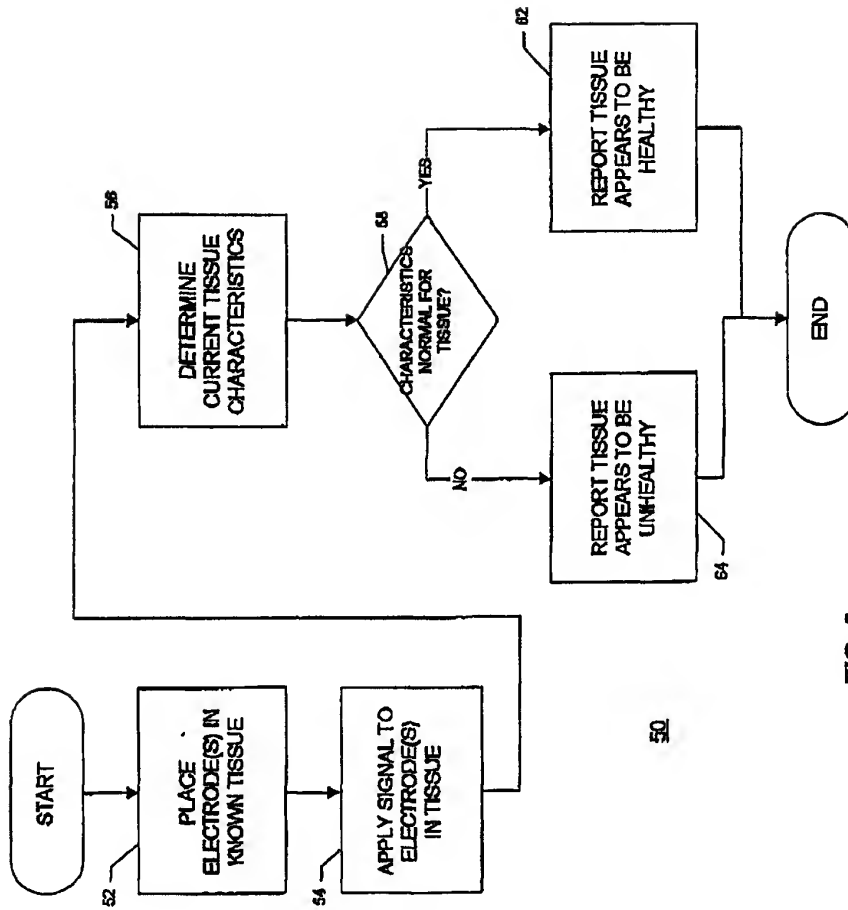 START
52
PLACE
ELECTRODE(S) IN
KNOWN TISSUE
54
APPLY SIGNAL TO
ELECTRODE(S)
IN TISSUE
56
DETERMINE
CURRENT TISSUE
CHARACTERISTICS
58
CHARACTERISTICS
NORMAL FOR
TISSUE?
YES
NO
62
REPORT TISSUE
APPEARS TO BE
HEALTHY
REPORT TISSUE
APPEARS TO BE
UNHEALTHY
64
END
50